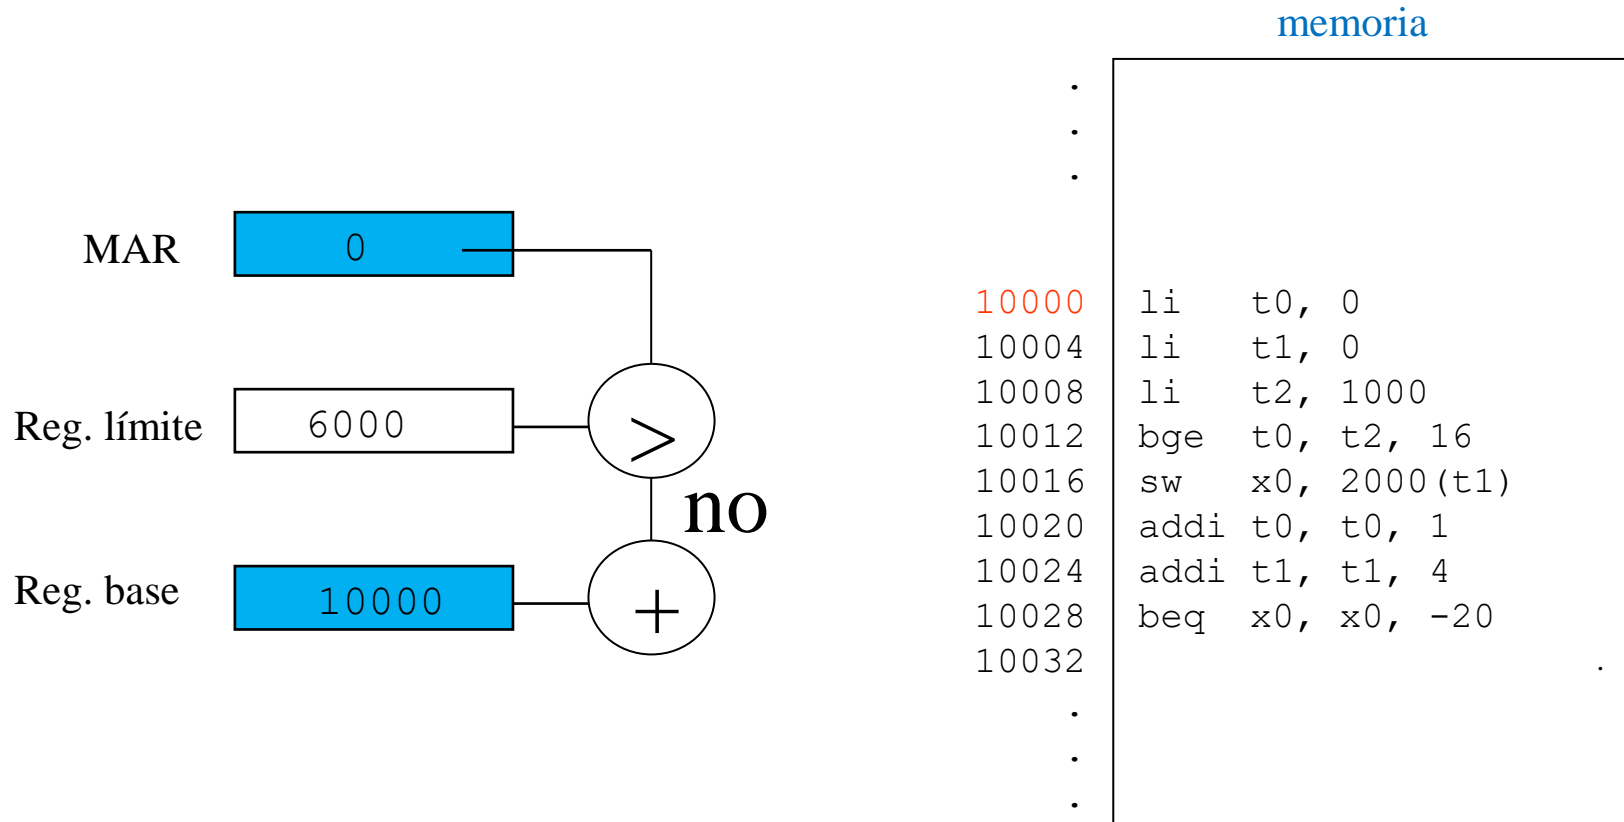 memoria
.
.
.
MAR 0
Reg. límite 6000
>
no
Reg. base 10000
+
10000 li t0, 0
10004 li t1, 0
10008 li t2, 1000
10012 bge t0, t2, 16
10016 sw x0, 2000(t1)
10020 addi t0, t0, 1
10024 addi t1, t1, 4
10028 beq x0, x0, -20
10032 .
.
.
.